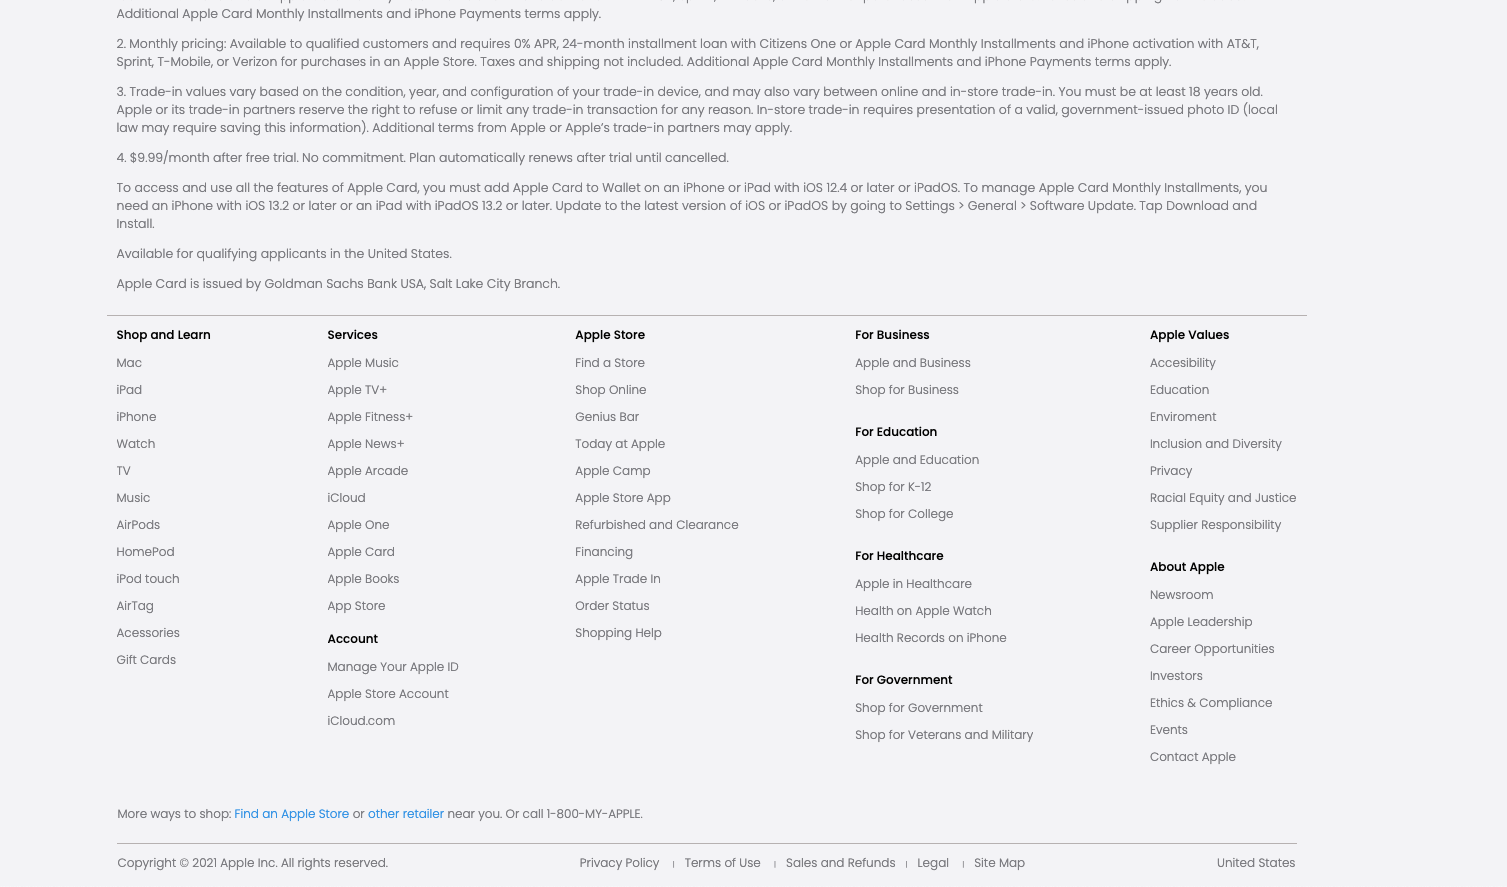 Additional Apple Card Monthly Installments and iPhone Payments terms apply.
2. Monthly pricing: Available to qualified customers and requires 0% APR, 24-month installment loan with Citizens One or Apple Card Monthly Installments and iPhone activation with AT&T,
Sprint, T-Mobile, or Verizon for purchases in an Apple Store. Taxes and shipping not included. Additional Apple Card Monthly Installments and iPhone Payments terms apply.
3. Trade-in values vary based on the condition, year, and configuration of your trade-in device, and may also vary between online and in-store trade-in. You must be at least 18 years old.
Apple or its trade-in partners reserve the right to refuse or limit any trade-in transaction for any reason. In-store trade-in requires presentation of a valid, government-issued photo ID (local
law may require saving this information). Additional terms from Apple or Apple’s trade-in partners may apply.
4. $9.99/month after free trial. No commitment. Plan automatically renews after trial until cancelled.
To access and use all the features of Apple Card, you must add Apple Card to Wallet on an iPhone or iPad with iOS 12.4 or later or iPadOS. To manage Apple Card Monthly Installments, you
need an iPhone with iOS 13.2 or later or an iPad with iPadOS 13.2 or later. Update to the latest version of iOS or iPadOS by going to Settings > General > Software Update. Tap Download and
Install.
Available for qualifying applicants in the United States.
Apple Card is issued by Goldman Sachs Bank USA, Salt Lake City Branch.
Shop and Learn
Mac
iPad
iPhone
Watch
TV
Music
AirPods
HomePod
iPod touch
AirTag
Acessories
Gift Cards
Services
Apple Music
Apple TV+
Apple Fitness+
Apple News+
Apple Arcade
iCloud
Apple One
Apple Card
Apple Books
App Store
Account
Manage Your Apple ID
Apple Store Account
iCloud.com
Apple Store
Find a Store
Shop Online
Genius Bar
Today at Apple
Apple Camp
Apple Store App
Refurbished and Clearance
Financing
Apple Trade In
Order Status
Shopping Help
For Business
Apple and Business
Shop for Business
For Education
Apple and Education
Shop for K-12
Shop for College
For Healthcare
Apple in Healthcare
Health on Apple Watch
Health Records on iPhone
For Government
Shop for Government
Shop for Veterans and Military
Apple Values
Accesibility
Education
Enviroment
Inclusion and Diversity
Privacy
Racial Equity and Justice
Supplier Responsibility
About Apple
Newsroom
Apple Leadership
Career Opportunities
Investors
Ethics & Compliance
Events
Contact Apple
More ways to shop: Find an Apple Store or other retailer near you. Or call 1-800-MY-APPLE.
Copyright © 2021 Apple Inc. All rights reserved. Privacy Policy | Terms of Use | Sales and Refunds | Legal | Site Map United States